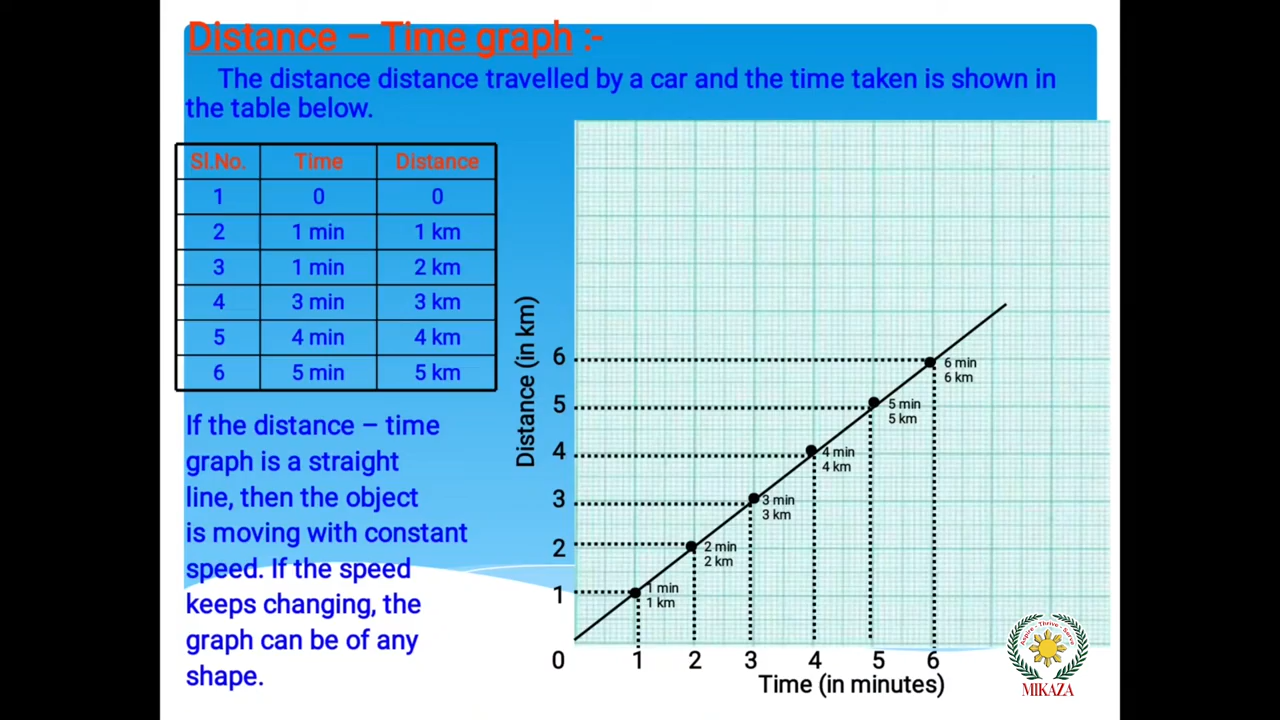 Distance – Time graph :-
The distance distance travelled by a car and the time taken is shown in
the table below.
Sl.No. Time Distance
1 0 0
2 1 min 1 km
3 1 min 2 km
4 3 min 3 km
5 4 min 4 km
6 5 min 5 km
If the distance – time
graph is a straight
line, then the object
is moving with constant
speed. If the speed
keeps changing, the
graph can be of any
shape.
Distance (in km)
6
5
4
3
2
1
6 min
6 km
5 min
5 km
4 min
4 km
3 min
3 km
2 min
2 km
1 min
1 km
0 1 2 3 4 5 6
Time (in minutes)
Aspire - Thrive - Serve
MIKAZA